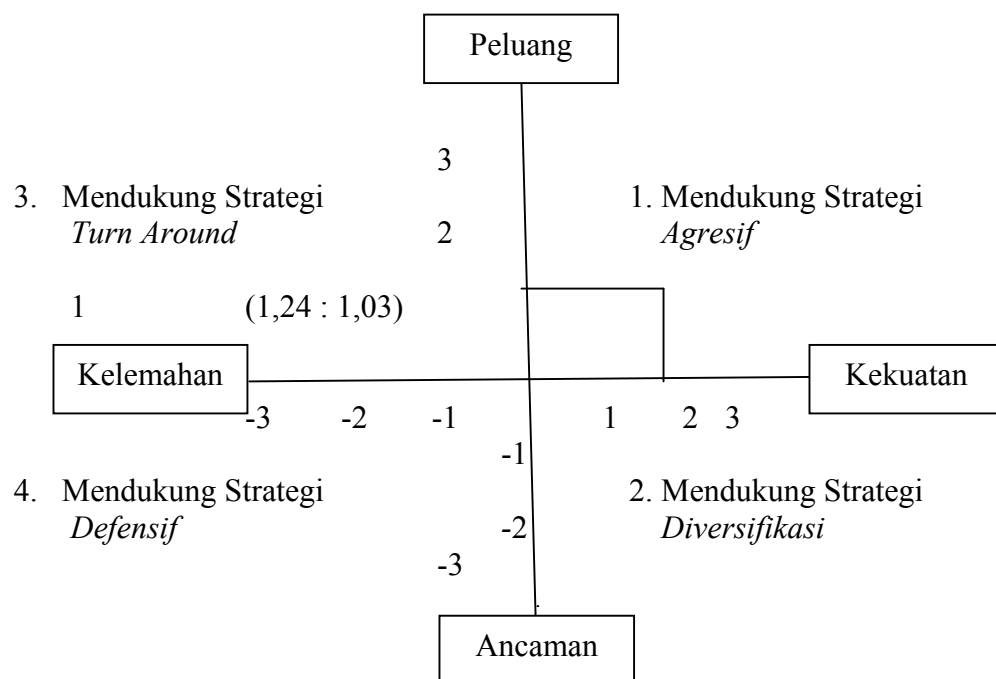 Peluang
3
3. Mendukung Strategi
Turn Around
2
1. Mendukung Strategi
Agresif
1 (1,24 : 1,03)
Kelemahan
Kekuatan
-3 -2 -1 1 2 3
-1
4. Mendukung Strategi
Defensif
2. Mendukung Strategi
Diversifikasi
-2
-3
Ancaman